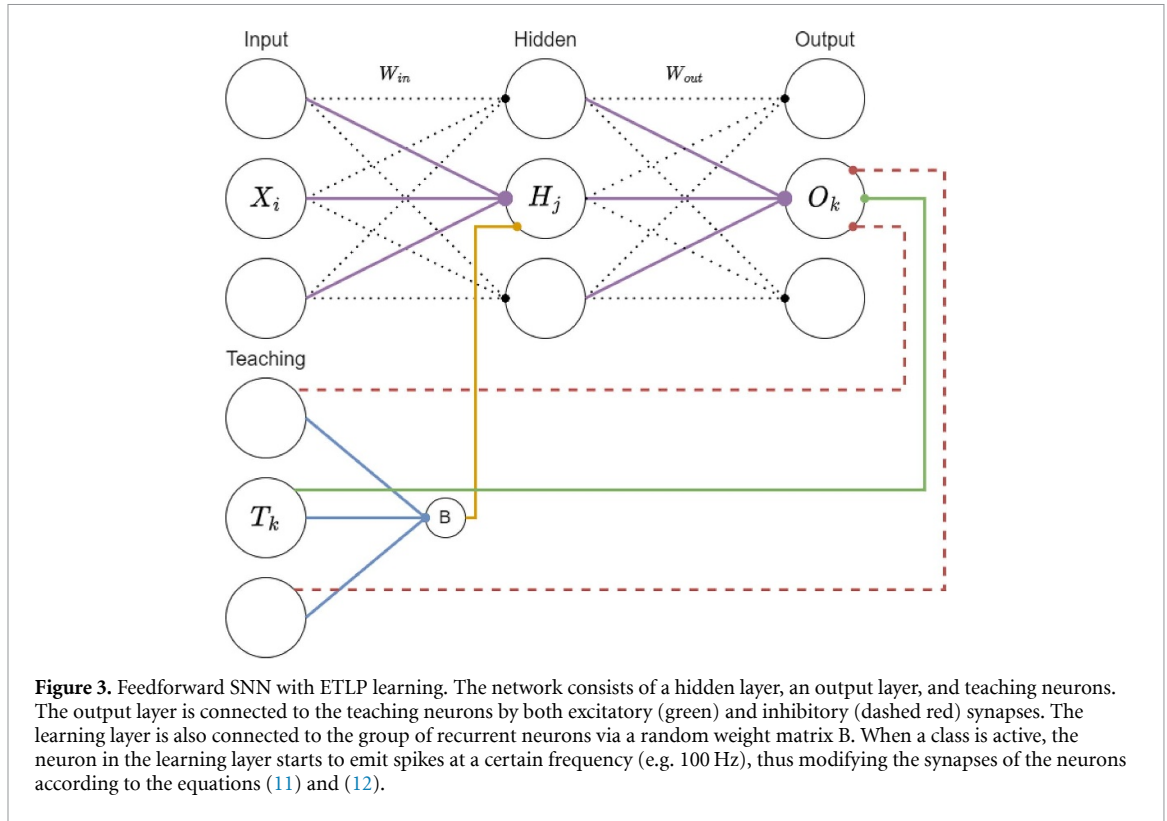 Input Hidden Output
W_in W_out
X_i H_j O_k
Teaching
T_k B
Figure 3. Feedforward SNN with ETLP learning. The network consists of a hidden layer, an output layer, and teaching neurons.
The output layer is connected to the teaching neurons by both excitatory (green) and inhibitory (dashed red) synapses. The
learning layer is also connected to the group of recurrent neurons via a random weight matrix B. When a class is active, the
neuron in the learning layer starts to emit spikes at a certain frequency (e.g. 100 Hz), thus modifying the synapses of the neurons
according to the equations (11) and (12).